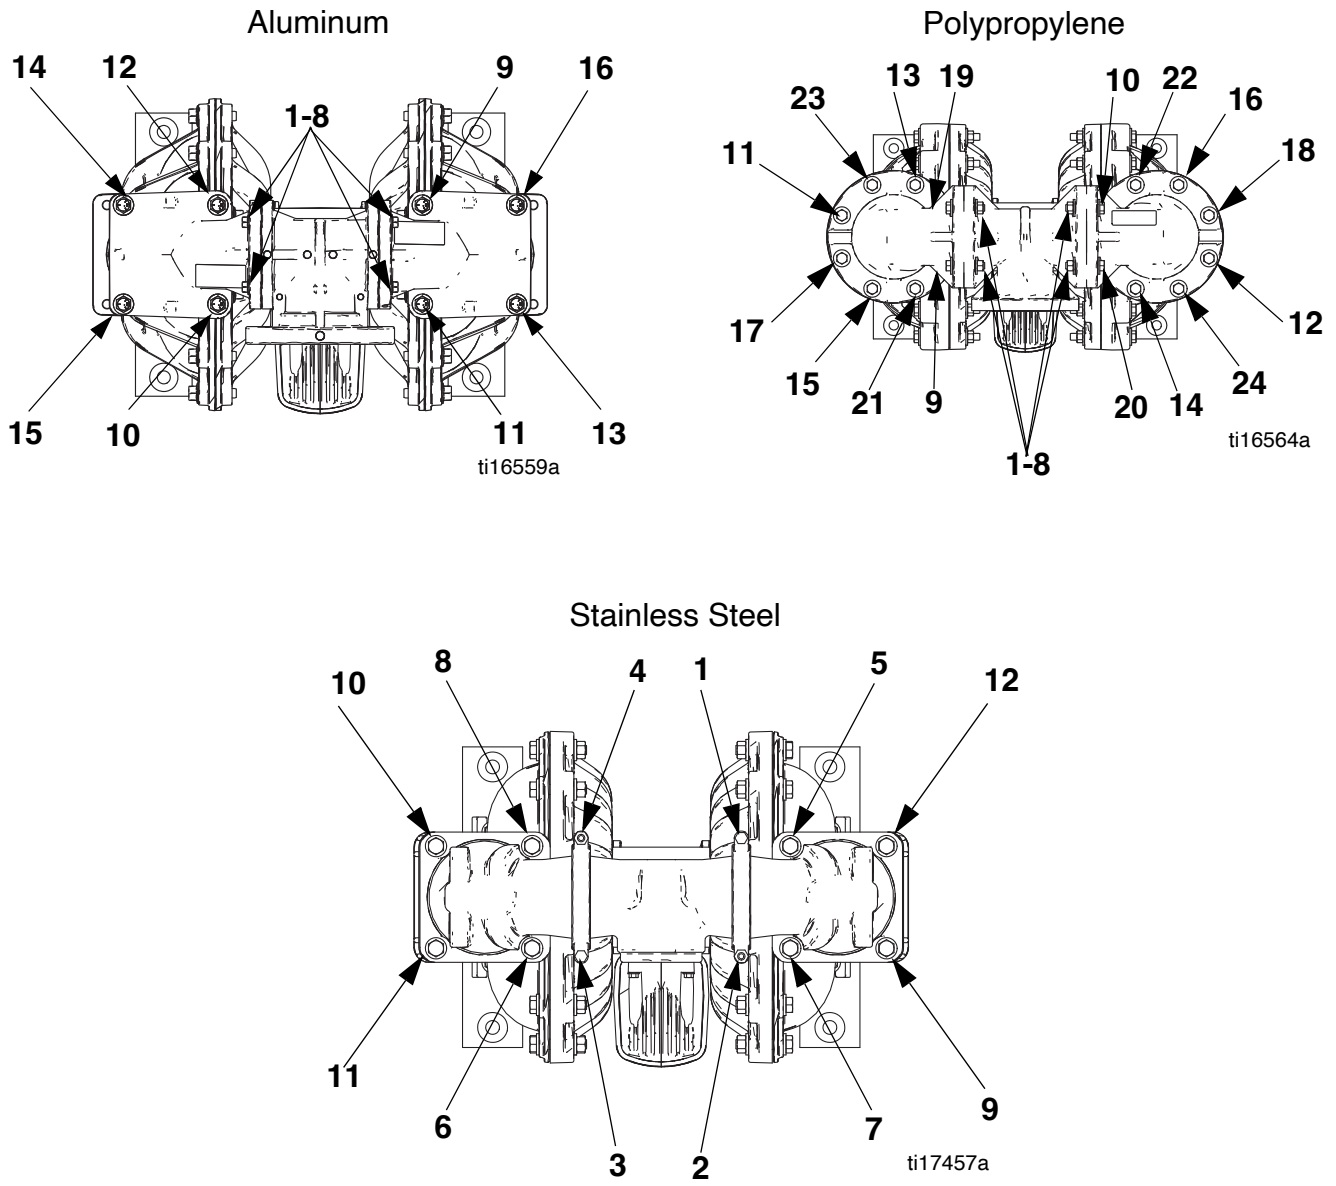 Aluminum
Polypropylene
14 12 9 16
1-8
15 10 11 13
ti16559a
13 19 10 22
23 16
11 18
17 12
15 21 9 20 14 24
1-8
ti16564a
Stainless Steel
10 8 4 1 5 12
11 6 3 2 7 9
ti17457a